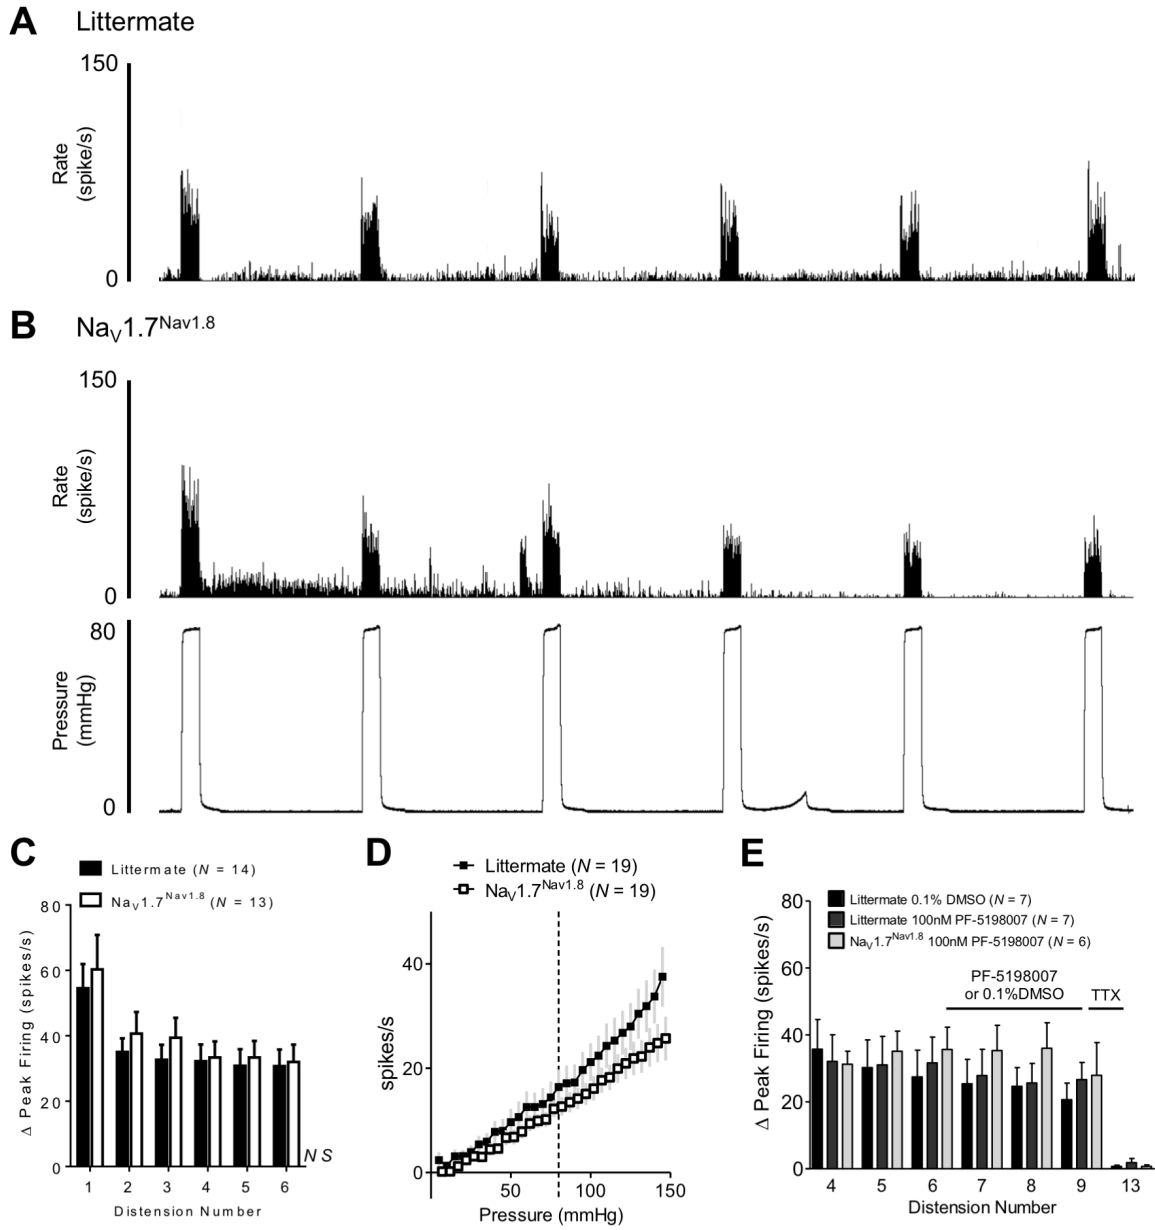 A Littermate
150
Rate
(spike/s)
0
B NaV1.7Nav1.8
150
Rate
(spike/s)
0
80
Pressure
(mmHg)
0
C
Littermate (N = 14)
NaV1.7Nav1.8 (N = 13)
Δ Peak Firing (spikes/s)
80
60
40
20
0
NS
1 2 3 4 5 6
Distension Number
D
Littermate (N = 19)
NaV1.7Nav1.8 (N = 19)
spikes/s
40
20
0
50 100 150
Pressure (mmHg)
E
Littermate 0.1% DMSO (N = 7)
Littermate 100nM PF-5198007 (N = 7)
NaV1.7Nav1.8 100nM PF-5198007 (N = 6)
PF-5198007
or 0.1%DMSO
TTX
Δ Peak Firing (spikes/s)
80
60
40
20
0
4 5 6 7 8 9 13
Distension Number